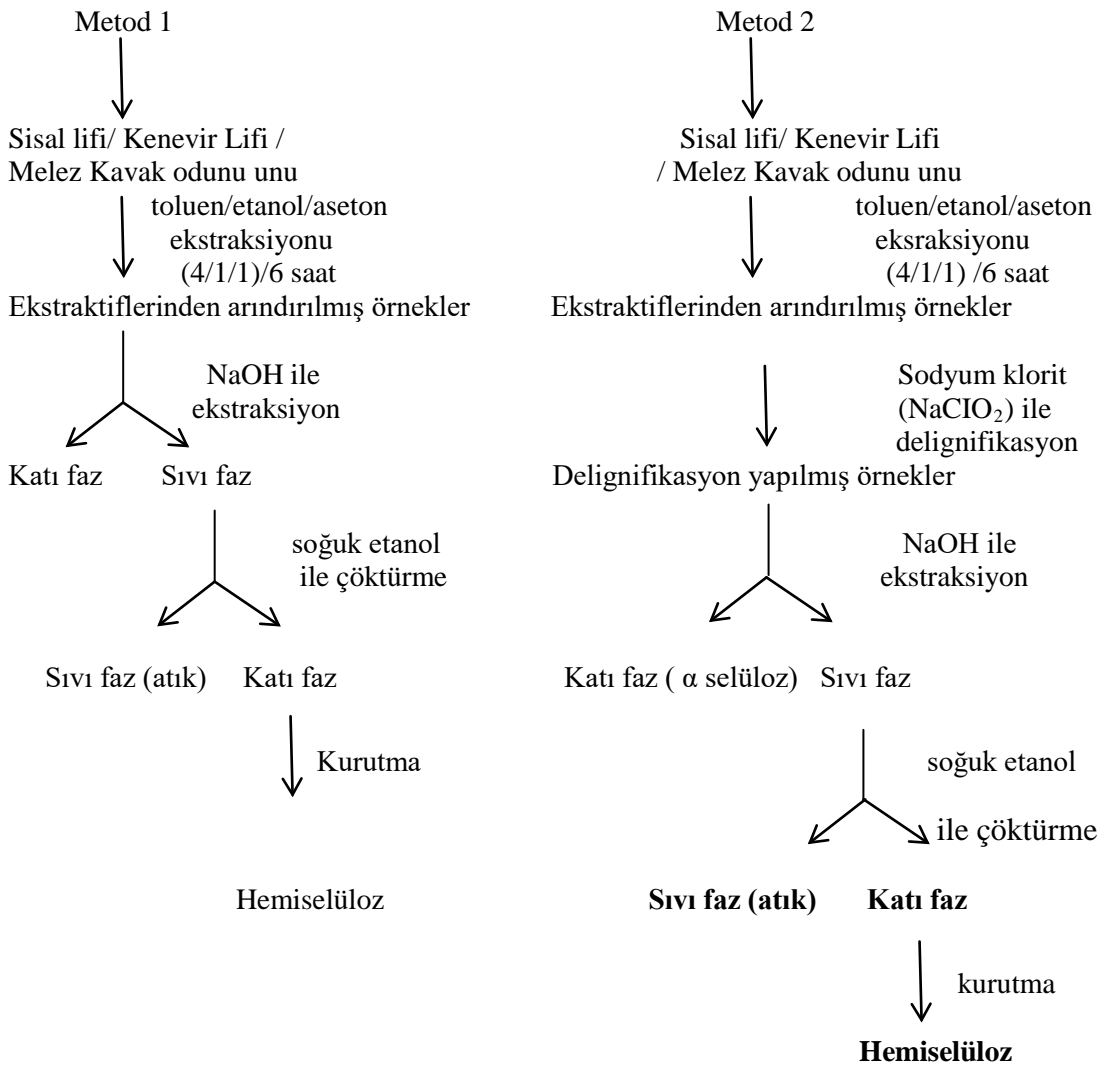 Metod 1
Sisal lifi/ Kenevir Lifi /
Melez Kavak odunu unu
toluen/etanol/aseton
ekstraksiyonu
(4/1/1)/6 saat
Ekstraktiflerinden arındırılmış örnekler
NaOH ile
ekstraksiyon
Katı faz
Sıvı faz
soğuk etanol
ile çöktürme
Sıvı faz (atık)
Katı faz
Kurutma
Hemiselüloz
Metod 2
Sisal lifi/ Kenevir Lifi
/ Melez Kavak odunu unu
toluen/etanol/aseton
eksraksiyonu
(4/1/1) /6 saat
Ekstraktiflerinden arındırılmış örnekler
Sodyum klorit
(NaCIO₂) ile
delignifikasyon
Delignifikasyon yapılmış örnekler
NaOH ile
ekstraksiyon
Katı faz ( α selüloz)
Sıvı faz
soğuk etanol
ile çöktürme
Sıvı faz (atık)
Katı faz
kurutma
Hemiselüloz